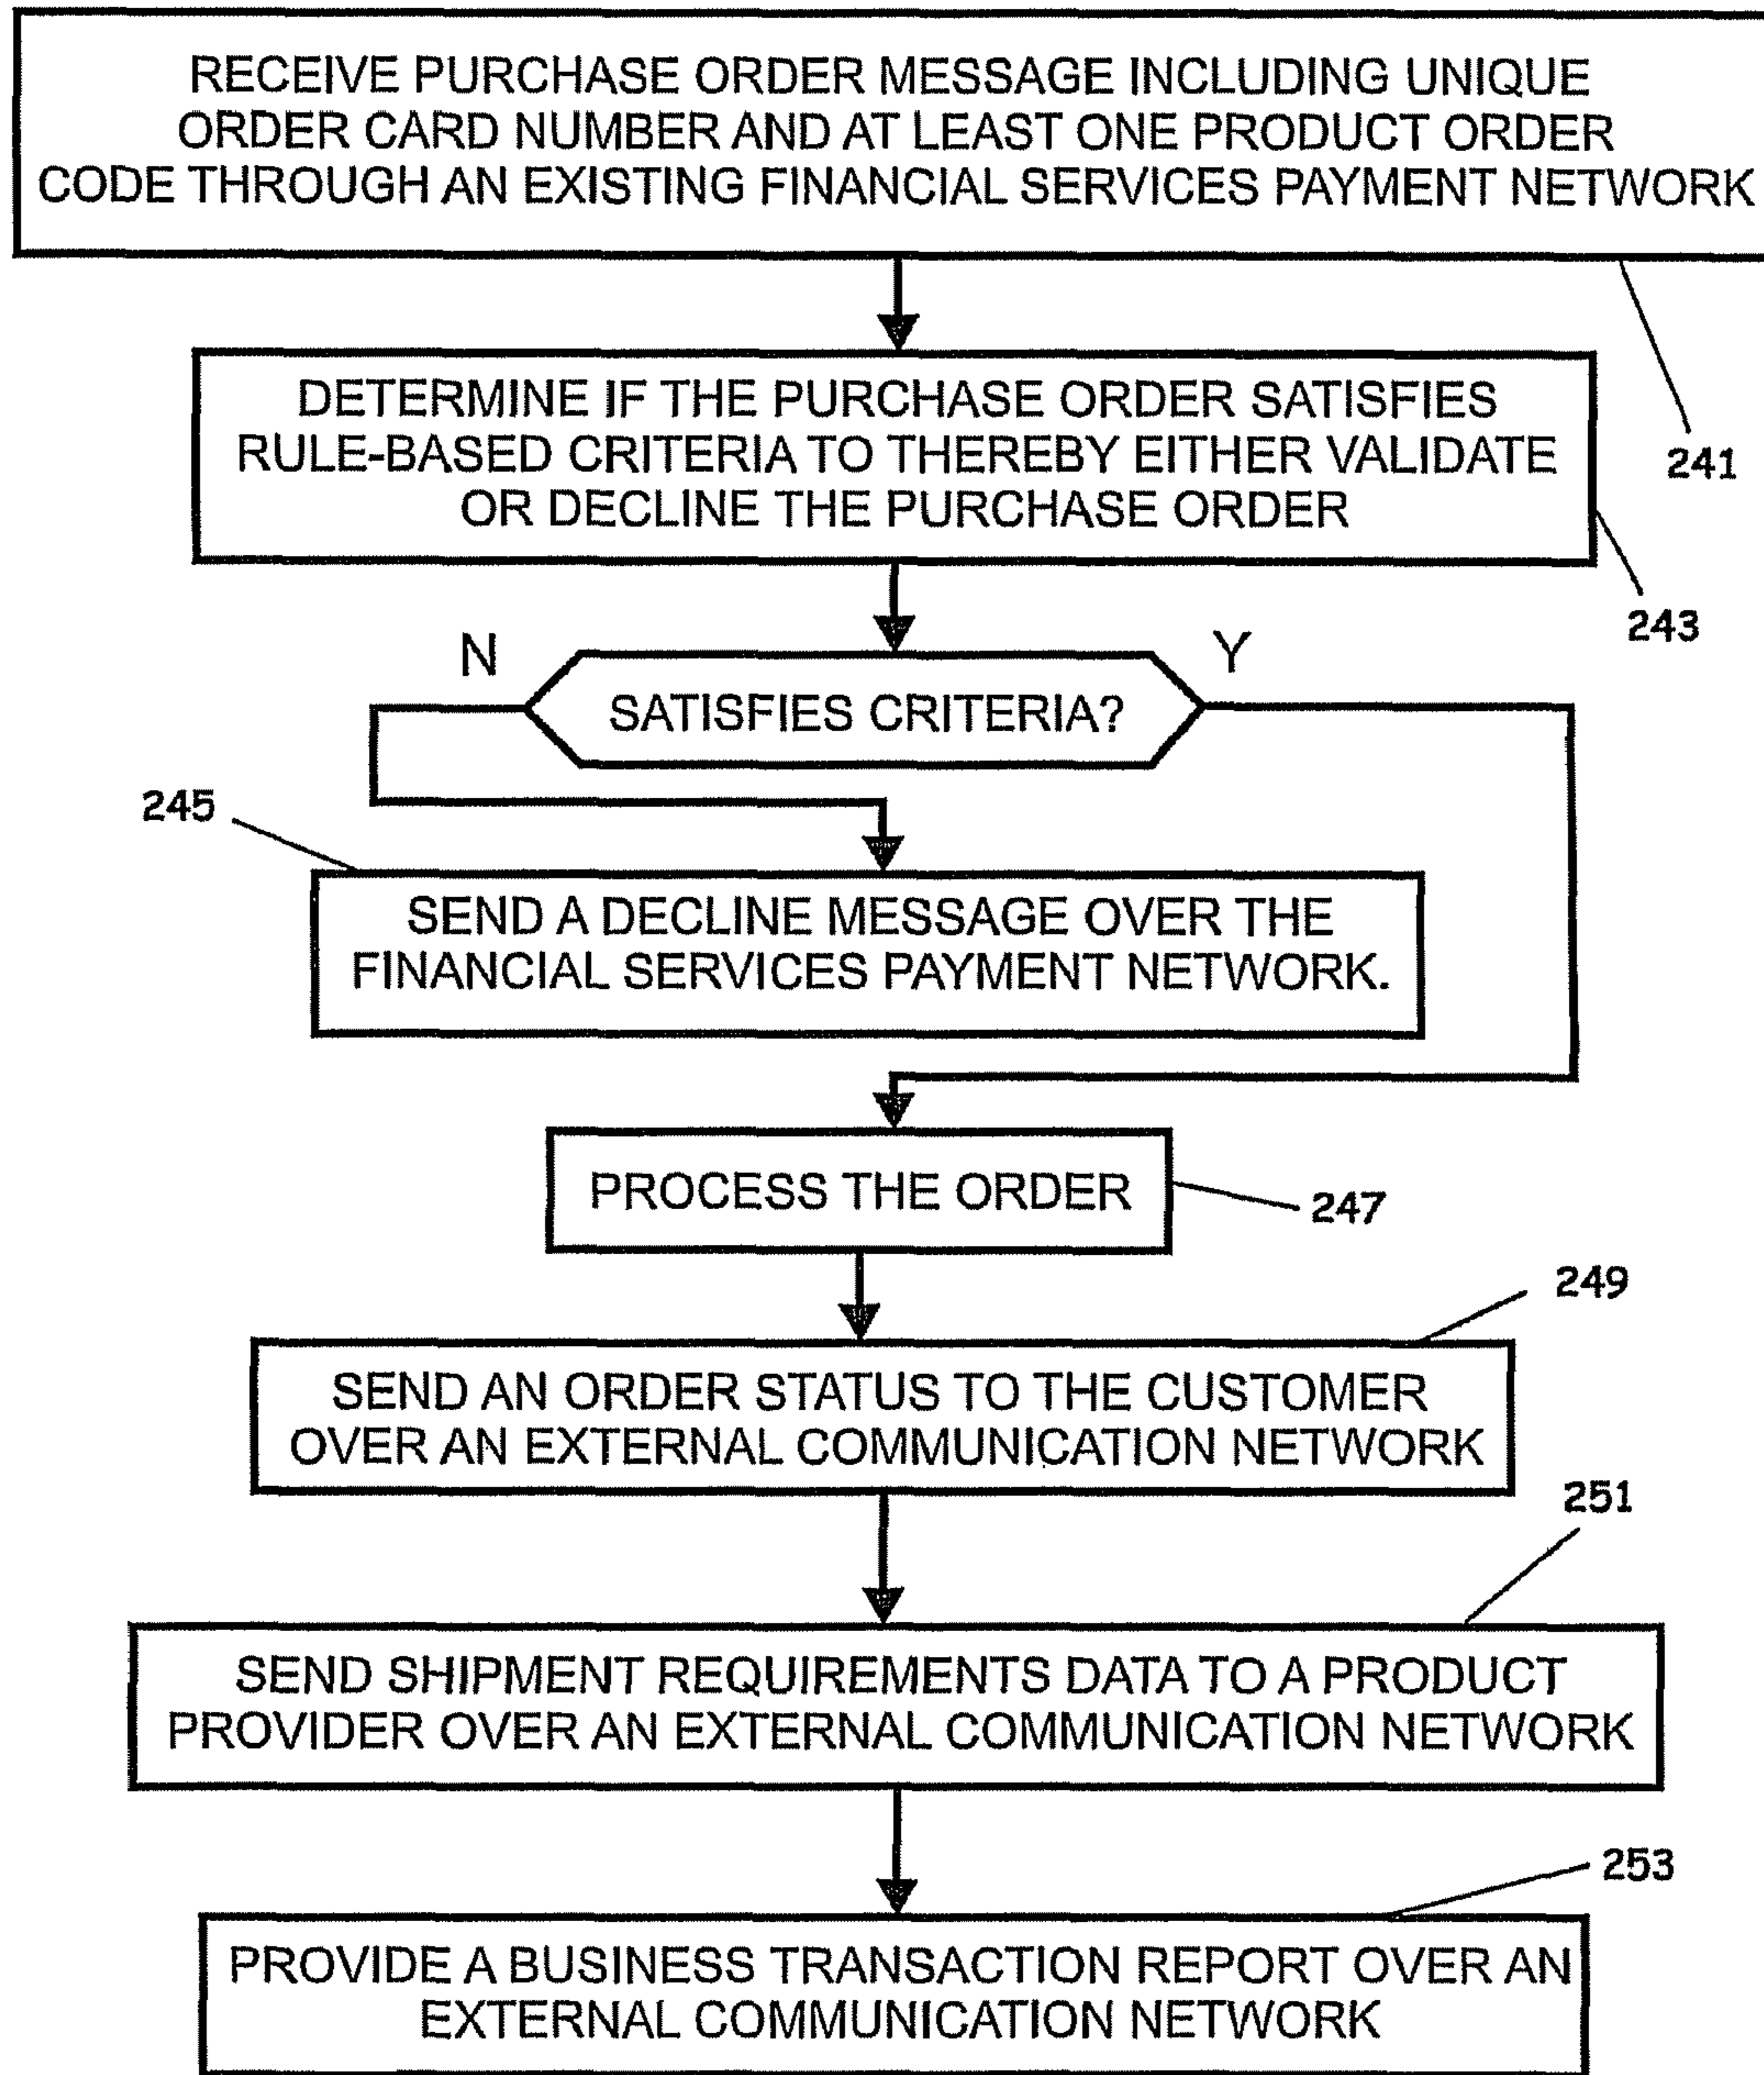 RECEIVE PURCHASE ORDER MESSAGE INCLUDING UNIQUE
ORDER CARD NUMBER AND AT LEAST ONE PRODUCT ORDER
CODE THROUGH AN EXISTING FINANCIAL SERVICES PAYMENT NETWORK
241
DETERMINE IF THE PURCHASE ORDER SATISFIES
RULE-BASED CRITERIA TO THEREBY EITHER VALIDATE
OR DECLINE THE PURCHASE ORDER
243
N
Y
SATISFIES CRITERIA?
245
SEND A DECLINE MESSAGE OVER THE
FINANCIAL SERVICES PAYMENT NETWORK.
PROCESS THE ORDER
247
249
SEND AN ORDER STATUS TO THE CUSTOMER
OVER AN EXTERNAL COMMUNICATION NETWORK
251
SEND SHIPMENT REQUIREMENTS DATA TO A PRODUCT
PROVIDER OVER AN EXTERNAL COMMUNICATION NETWORK
253
PROVIDE A BUSINESS TRANSACTION REPORT OVER AN
EXTERNAL COMMUNICATION NETWORK